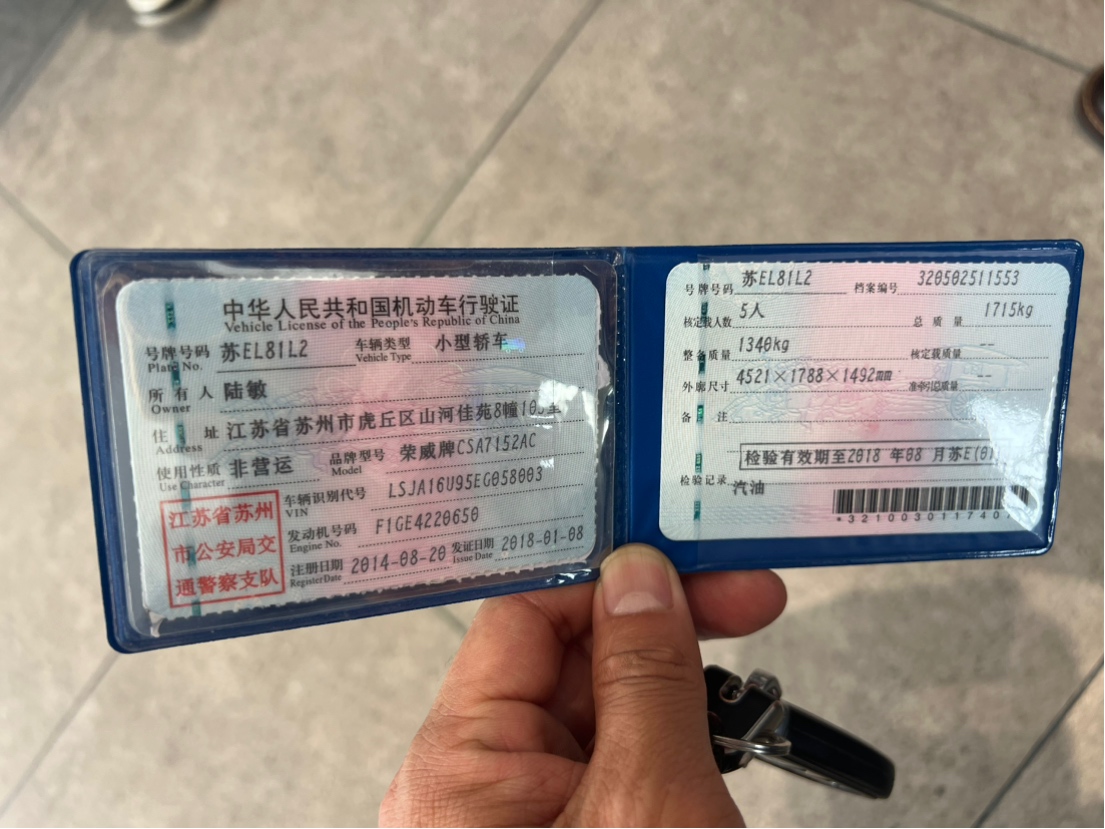 中华人民共和国机动车行驶证
Vehicle License of the People's Republic of China
号牌号码 苏EL81L2 车辆类型 小型轿车
Plate No. Vehicle Type
所有人 陆敏
Owner
住址 江苏省苏州市虎丘区山河佳苑8幢
Address
使用性质 非营运 品牌型号 荣威牌CSA7152AC
Use Character Model
江苏省苏州
市公安局交
通警察支队
车辆识别代号 LSJA16U95EG058003
VIN
发动机号码 F1GE4220650
Engine No.
注册日期 2014-08-20 发证日期 2018-01-08
Register Date Issue Date
号牌号码 苏EL81L2 档案编号 320502511553
核定载人数 5人 总质量 1715kg
整备质量 1340kg 核定载质量 --
外廓尺寸 4521×1788×1492mm 准牵引总质量 --
备注
检验有效期至2018 年08 月苏E(01)
检验记录 汽油